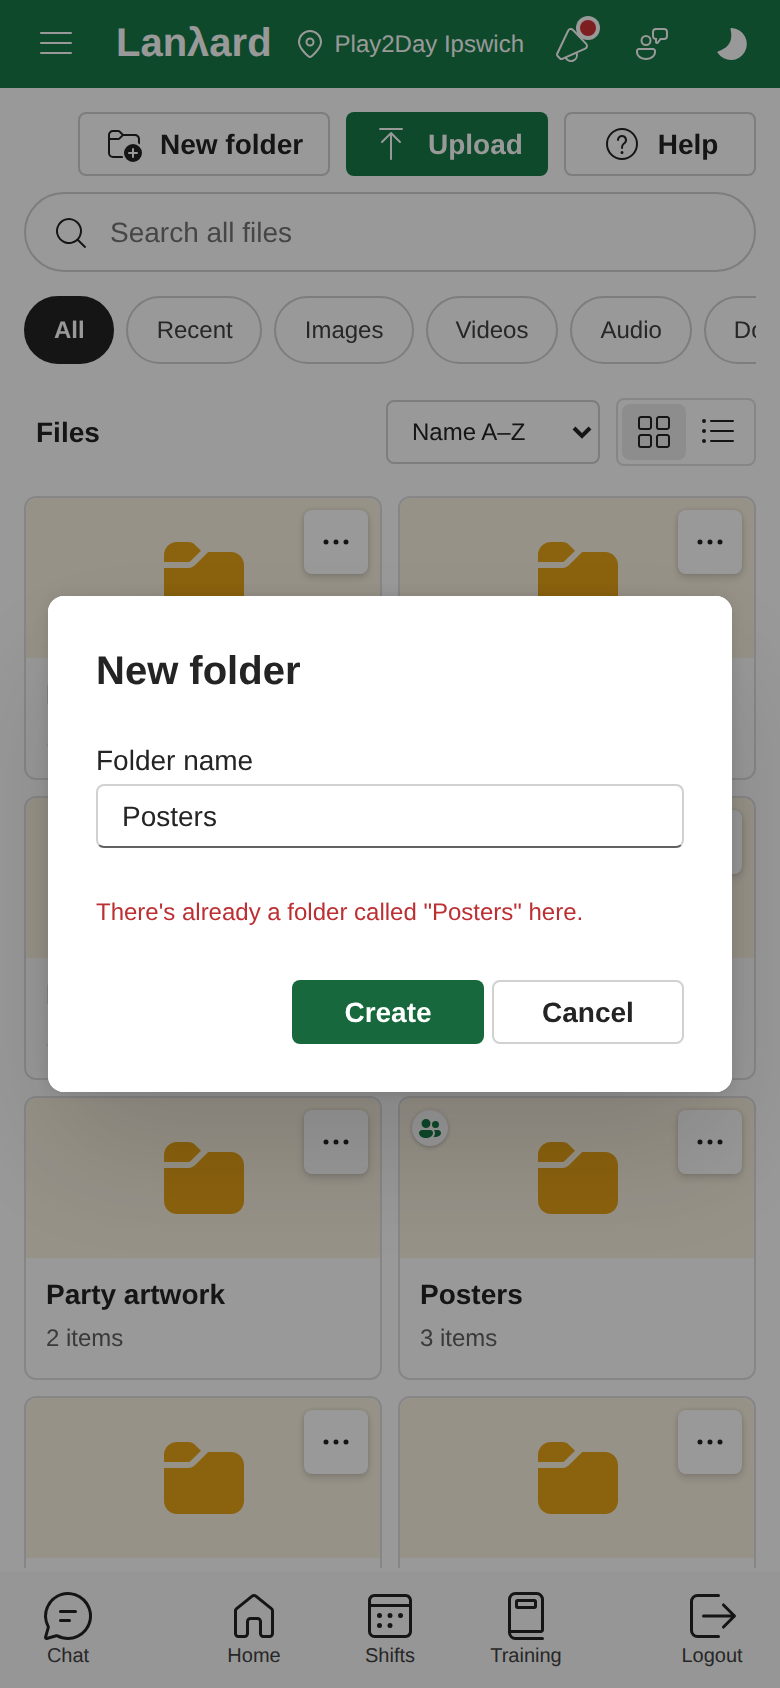 Lanλard
Play2Day Ipswich
New folder
Upload
Help
Search all files
All
Recent
Images
Videos
Audio
Files
Name A–Z
New folder
Folder name
Posters
There's already a folder called "Posters" here.
Create
Cancel
Party artwork
2 items
Posters
3 items
Chat
Home
Shifts
Training
Logout